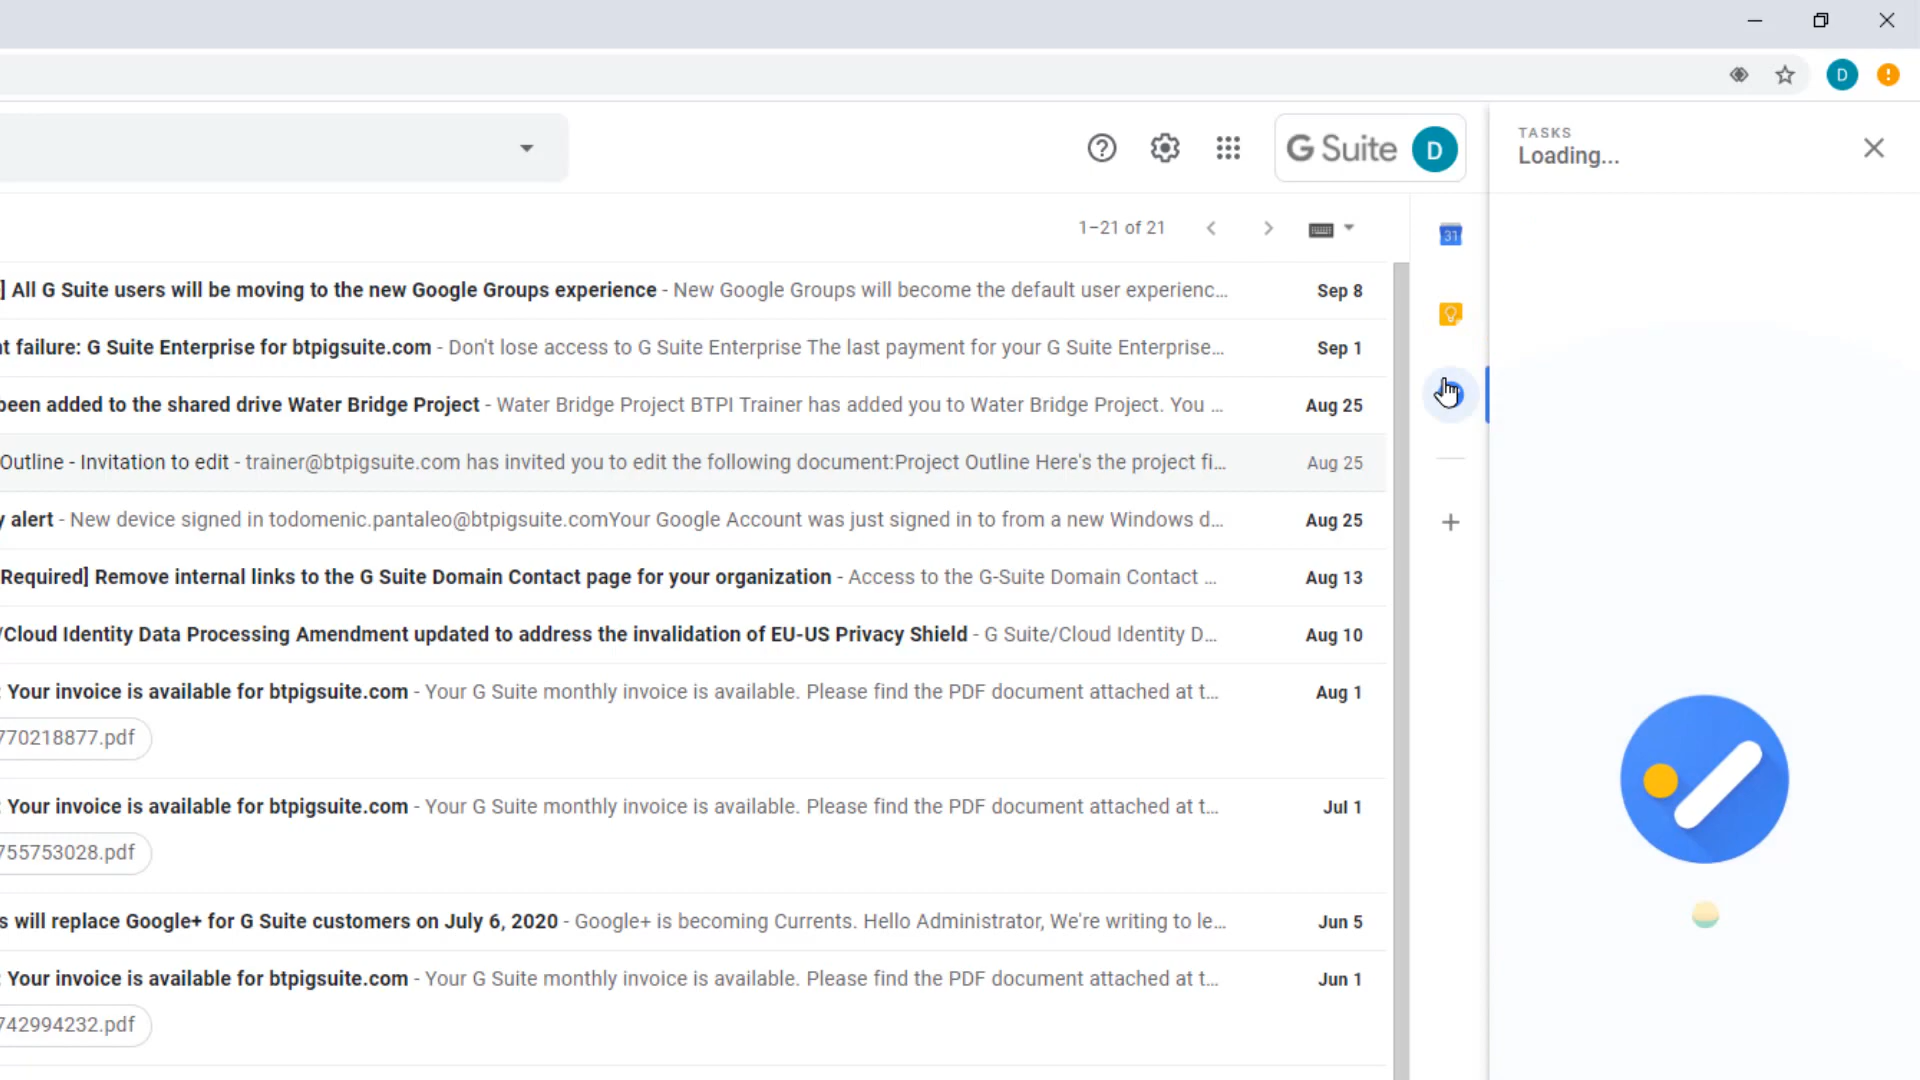 D
G Suite D
TASKS
Loading...
1–21 of 21
31
] All G Suite users will be moving to the new Google Groups experience - New Google Groups will become the default user experienc... Sep 8
nt failure: G Suite Enterprise for btpigsuite.com - Don't lose access to G Suite Enterprise The last payment for your G Suite Enterprise... Sep 1
been added to the shared drive Water Bridge Project - Water Bridge Project BTPI Trainer has added you to Water Bridge Project. You ... Aug 25
Outline - Invitation to edit - trainer@btpigsuite.com has invited you to edit the following document:Project Outline Here's the project fi... Aug 25
y alert - New device signed in todomenic.pantaleo@btpigsuite.comYour Google Account was just signed in to from a new Windows d... Aug 25
Required] Remove internal links to the G Suite Domain Contact page for your organization - Access to the G-Suite Domain Contact ... Aug 13
/Cloud Identity Data Processing Amendment updated to address the invalidation of EU-US Privacy Shield - G Suite/Cloud Identity D... Aug 10
: Your invoice is available for btpigsuite.com - Your G Suite monthly invoice is available. Please find the PDF document attached at t... Aug 1
770218877.pdf
: Your invoice is available for btpigsuite.com - Your G Suite monthly invoice is available. Please find the PDF document attached at t... Jul 1
755753028.pdf
s will replace Google+ for G Suite customers on July 6, 2020 - Google+ is becoming Currents. Hello Administrator, We're writing to le... Jun 5
: Your invoice is available for btpigsuite.com - Your G Suite monthly invoice is available. Please find the PDF document attached at t... Jun 1
742994232.pdf